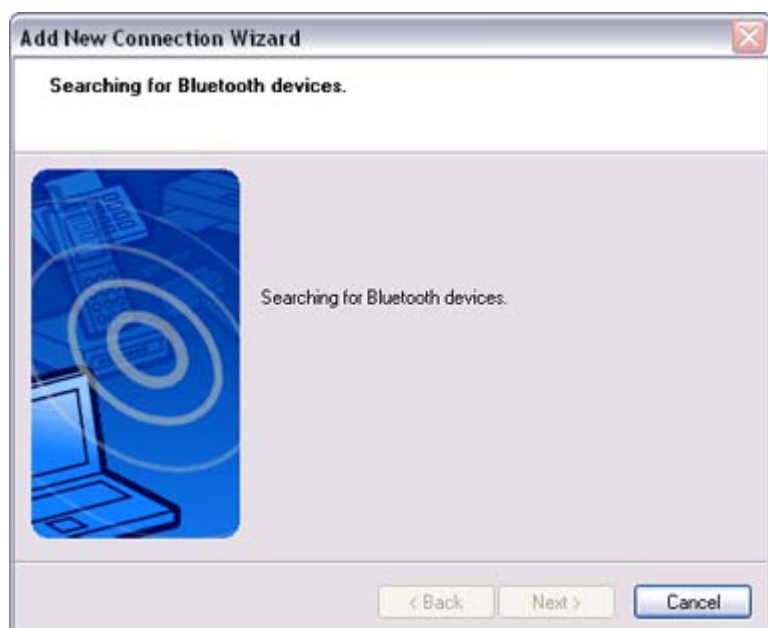 Add New Connection Wizard
Searching for Bluetooth devices.
Searching for Bluetooth devices.
< Back Next > Cancel